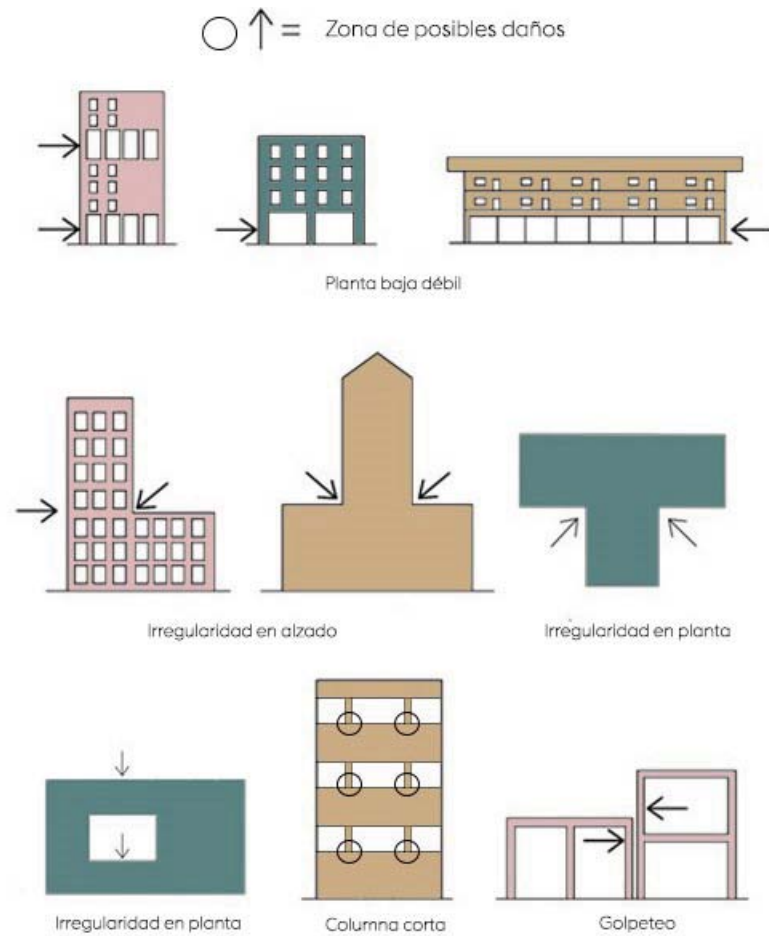 = Zona de posibles daños
Planta baja débil
Irregularidad en alzado
Irregularidad en planta
Irregularidad en planta
Columna corta
Golpeteo